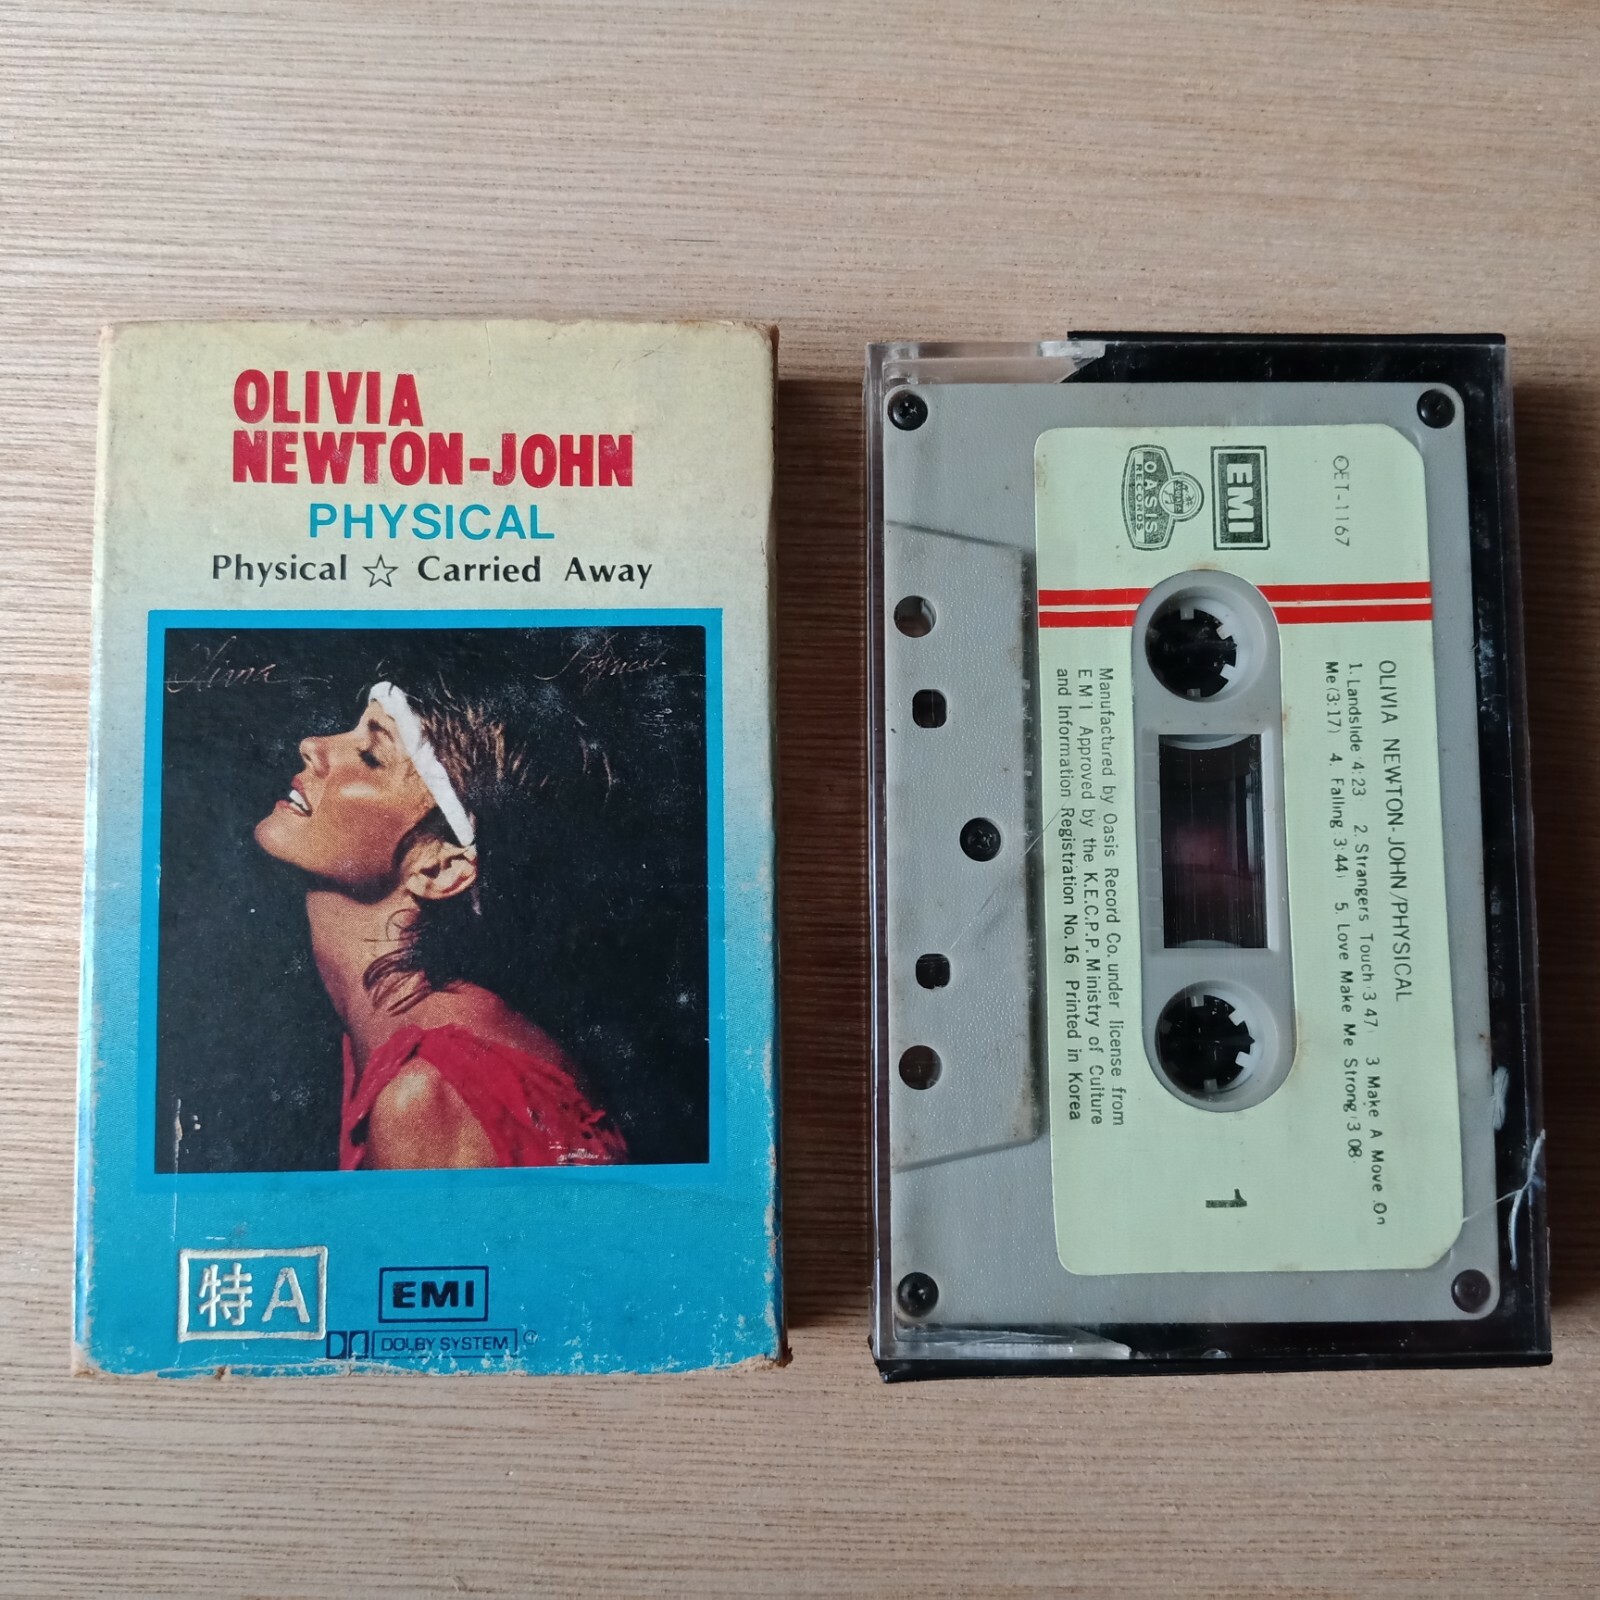 OLIVIA
NEWTON-JOHN
PHYSICAL
Physical ☆ Carried Away
Olivia
Physical
特A
EMI
DOLBY SYSTEM
OET-1167
EMI
OASIS
RECORDS
OLIVIA NEWTON-JOHN/PHYSICAL
1. Landslide 4:23 2. Strangers Touch 3 47 3 Make A Move On
Me (3:17) 4. Falling 3:44) 5. Love Make Me Strong (3 08
1
Manufactured by Oasis Record Co. under license from
E M I Approved by the K.E.C.P.P. Ministry of Culture
and Information Registration No. 16 Printed in Korea